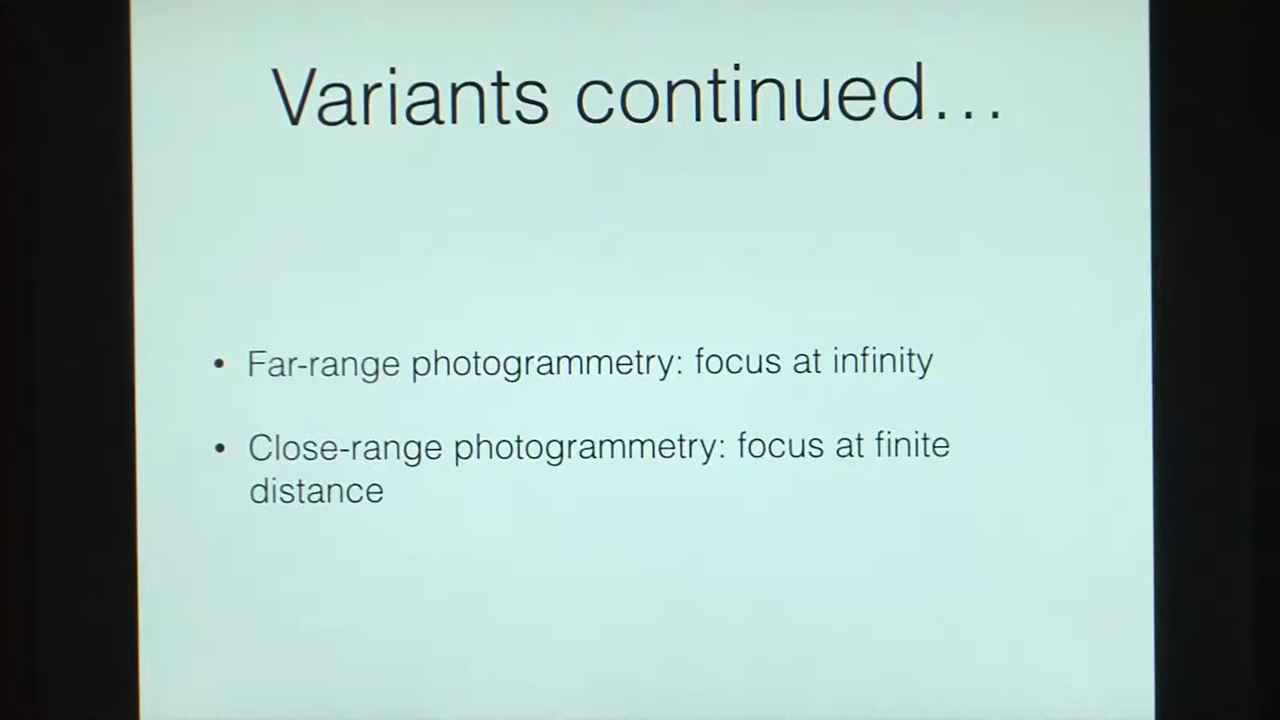 Variants continued…
• Far-range photogrammetry: focus at infinity
• Close-range photogrammetry: focus at finite
distance